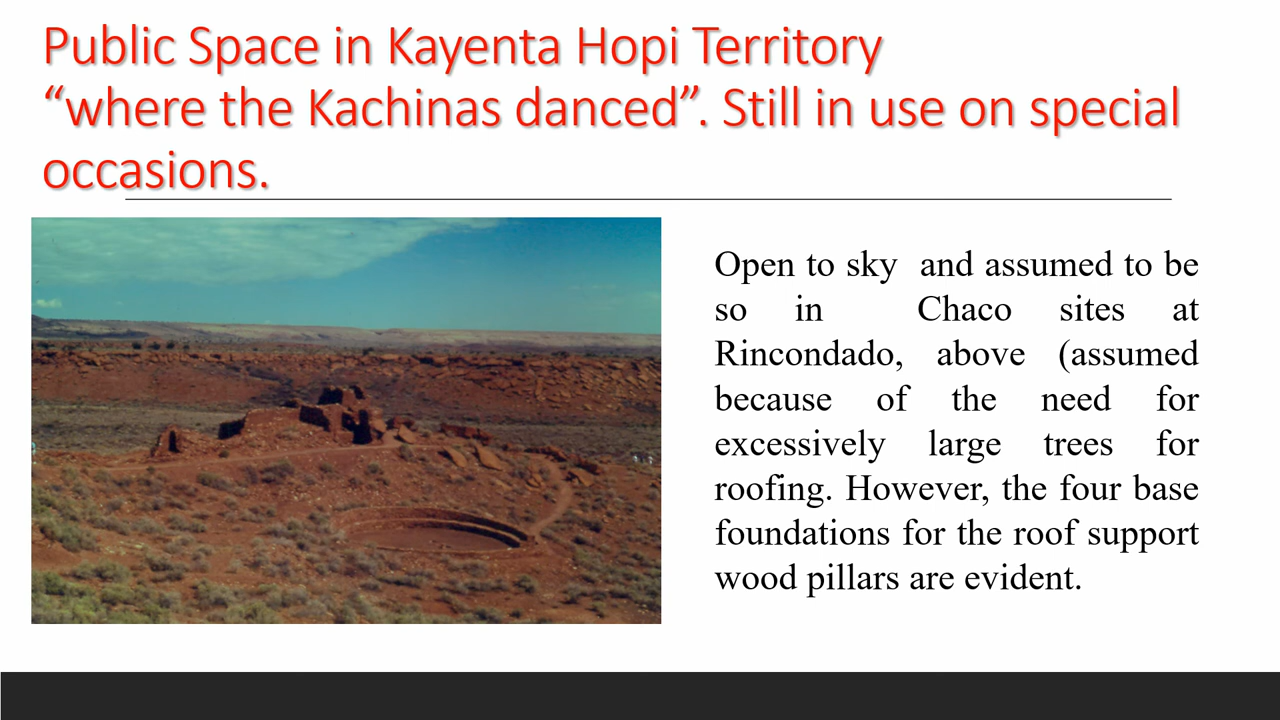 Public Space in Kayenta Hopi Territory
“where the Kachinas danced”. Still in use on special
occasions.
Open to sky and assumed to be
so in Chaco sites at
Rincondado, above (assumed
because of the need for
excessively large trees for
roofing. However, the four base
foundations for the roof support
wood pillars are evident.